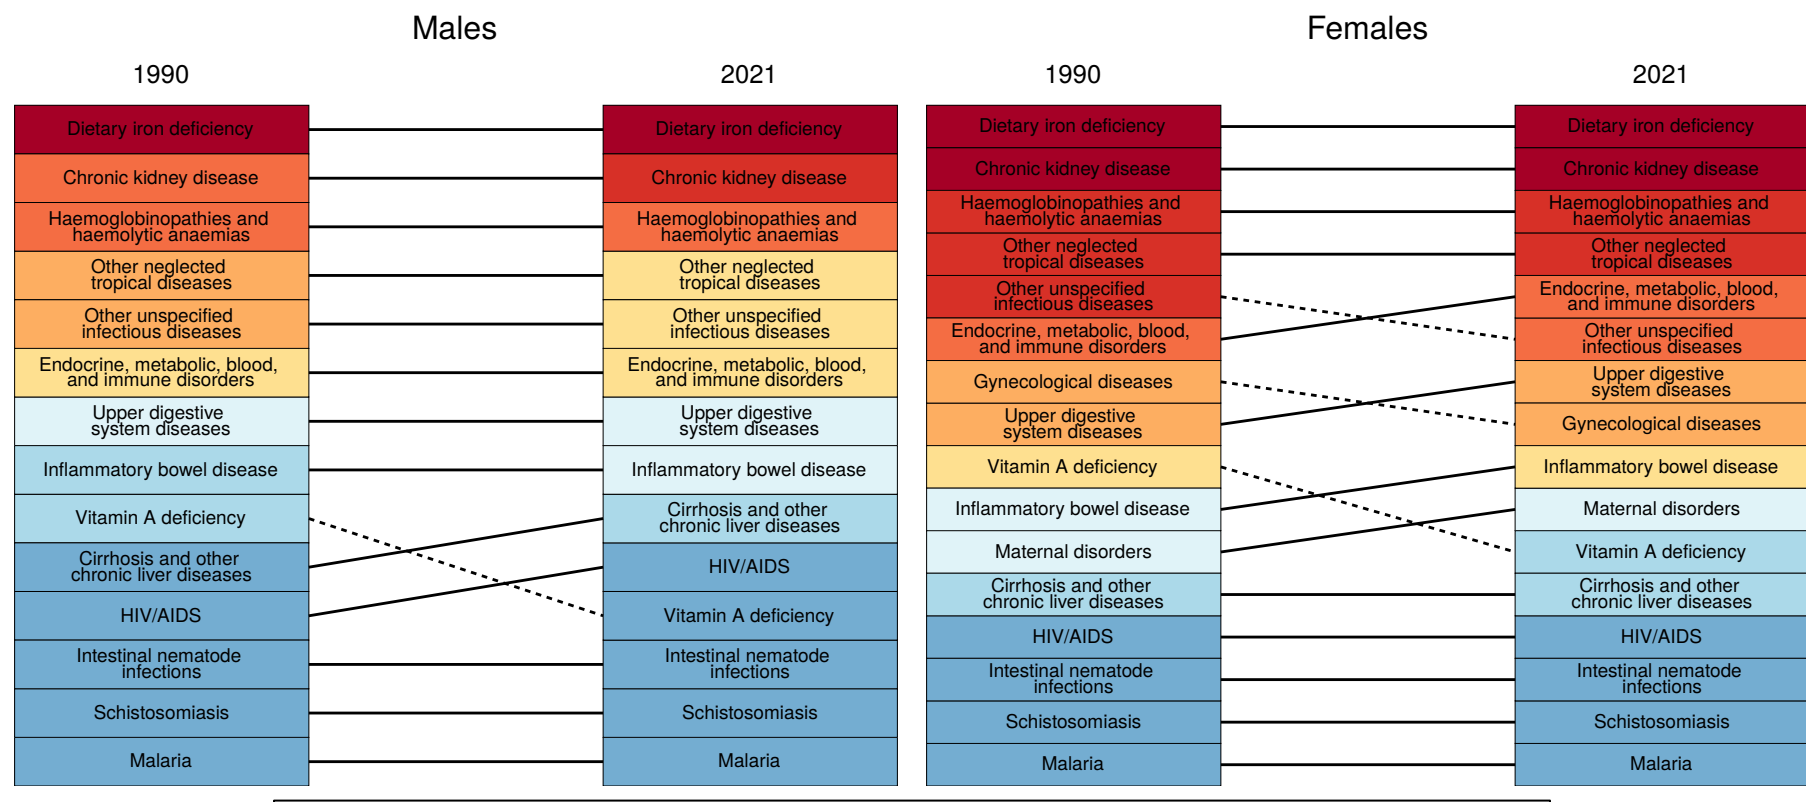 Males
1990
2021
Dietary iron deficiency
Chronic kidney disease
Haemoglobinopathies and
haemolytic anaemias
Other neglected
tropical diseases
Other unspecified
infectious diseases
Endocrine, metabolic, blood,
and immune disorders
Upper digestive
system diseases
Inflammatory bowel disease
Vitamin A deficiency
Cirrhosis and other
chronic liver diseases
HIV/AIDS
Intestinal nematode
infections
Schistosomiasis
Malaria
Dietary iron deficiency
Chronic kidney disease
Haemoglobinopathies and
haemolytic anaemias
Other neglected
tropical diseases
Other unspecified
infectious diseases
Endocrine, metabolic, blood,
and immune disorders
Upper digestive
system diseases
Inflammatory bowel disease
Cirrhosis and other
chronic liver diseases
HIV/AIDS
Vitamin A deficiency
Intestinal nematode
infections
Schistosomiasis
Malaria
Females
1990
2021
Dietary iron deficiency
Chronic kidney disease
Haemoglobinopathies and
haemolytic anaemias
Other neglected
tropical diseases
Other unspecified
infectious diseases
Endocrine, metabolic, blood,
and immune disorders
Gynecological diseases
Upper digestive
system diseases
Vitamin A deficiency
Inflammatory bowel disease
Maternal disorders
Cirrhosis and other
chronic liver diseases
HIV/AIDS
Intestinal nematode
infections
Schistosomiasis
Malaria
Dietary iron deficiency
Chronic kidney disease
Haemoglobinopathies and
haemolytic anaemias
Other neglected
tropical diseases
Endocrine, metabolic, blood,
and immune disorders
Other unspecified
infectious diseases
Upper digestive
system diseases
Gynecological diseases
Inflammatory bowel disease
Maternal disorders
Vitamin A deficiency
Cirrhosis and other
chronic liver diseases
HIV/AIDS
Intestinal nematode
infections
Schistosomiasis
Malaria